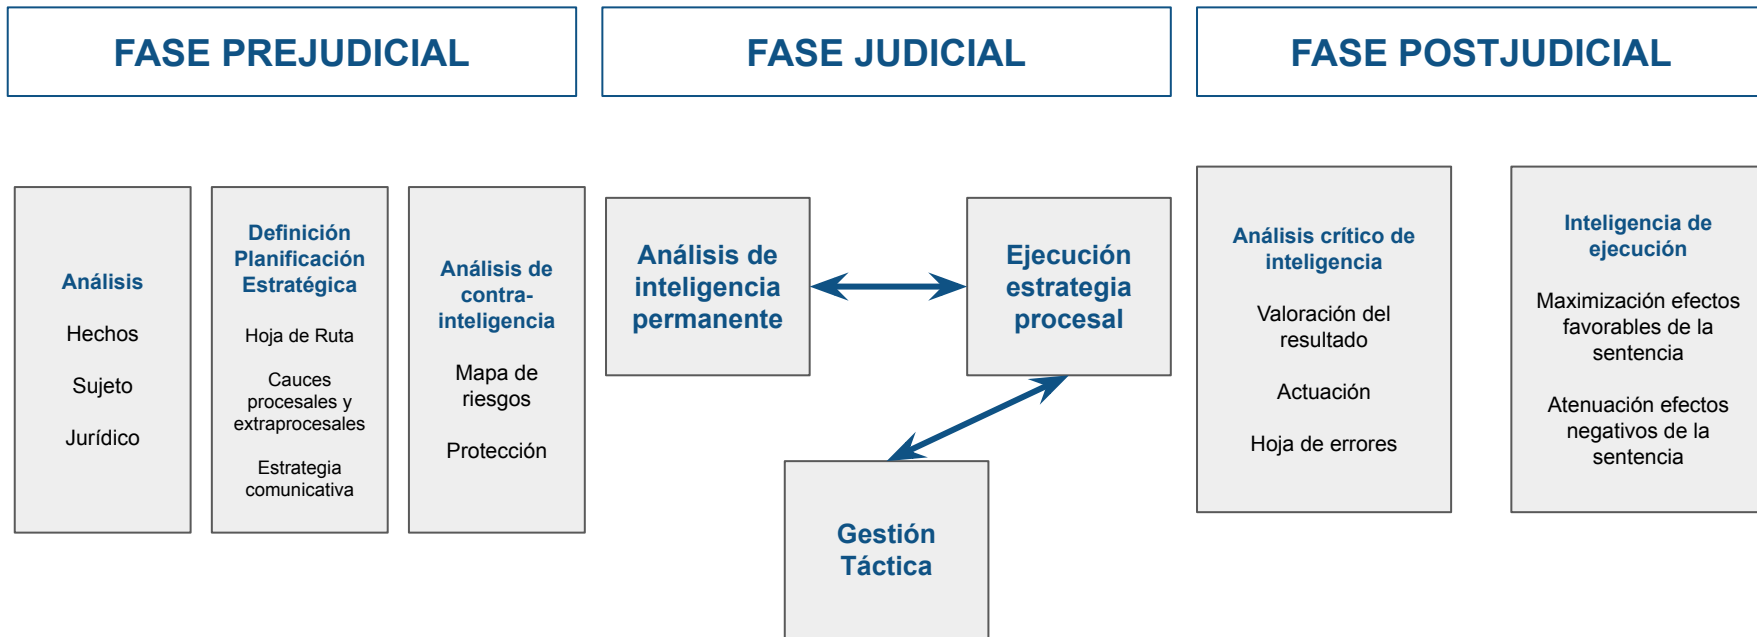 FASE PREJUDICIAL
FASE JUDICIAL
FASE POSTJUDICIAL
Análisis
Hechos
Sujeto
Jurídico
Definición
Planificación
Estratégica
Hoja de Ruta
Cauces
procesales y
extraprocesales
Estrategia
comunicativa
Análisis de
contra-
inteligencia
Mapa de
riesgos
Protección
Análisis de
inteligencia
permanente
Ejecución
estrategia
procesal
Gestión
Táctica
Análisis crítico de
inteligencia
Valoración del
resultado
Actuación
Hoja de errores
Inteligencia de
ejecución
Maximización efectos
favorables de la
sentencia
Atenuación efectos
negativos de la
sentencia